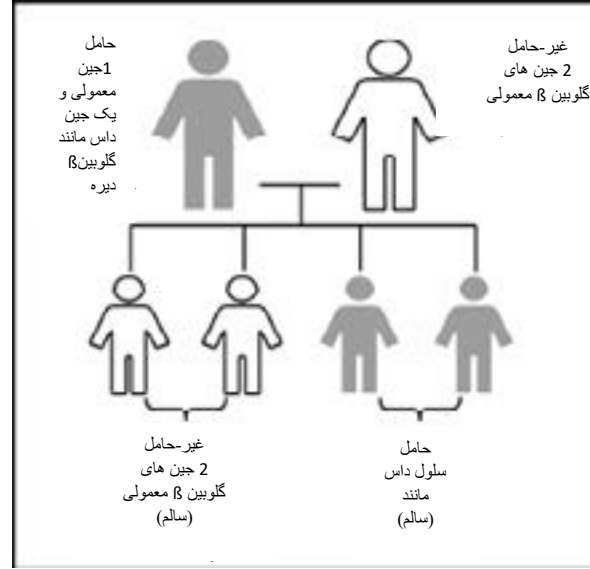 حامل
1جین
معمولی و
یک جین
داس مانند
گلوبینß
دیره
غیر-حامل
2 جین های
گلوبین ß معمولی
غیر-حامل
2 جین های
گلوبین ß معمولی
(سالم)
حامل
سلول داس
مانند
(سالم)